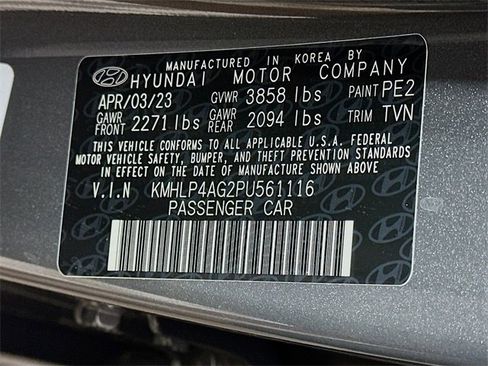 MANUFACTURED IN KOREA BY
HYUNDAI MOTOR COMPANY
APR/03/23 GVWR 3858 lbs PAINT PE2
GAWR FRONT 2271 lbs GAWR REAR 2094 lbs TRIM TVN
THIS VEHICLE CONFORMS TO ALL APPLICABLE U.S.A. FEDERAL
MOTOR VEHICLE SAFETY, BUMPER, AND THEFT PREVENTION STANDARDS
IN EFFECT ON THE DATE OF MANUFACTURE SHOWN ABOVE
V.I.N KMHLP4AG2PU561116
PASSENGER CAR